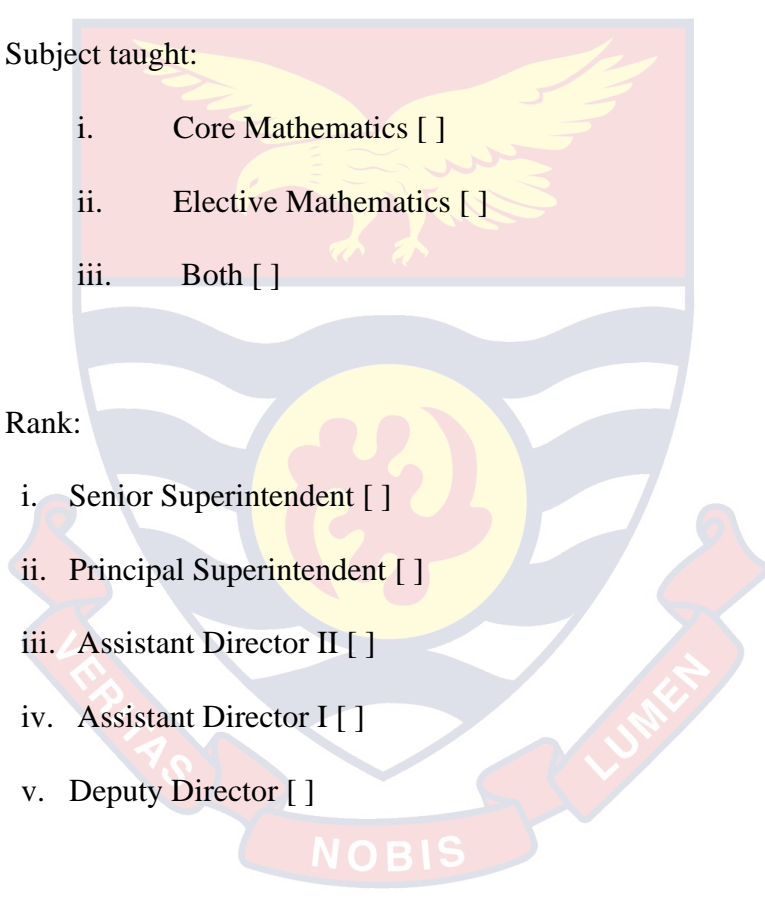 Subject taught:
i. Core Mathematics [ ]
ii. Elective Mathematics [ ]
iii. Both [ ]
Rank:
i. Senior Superintendent [ ]
ii. Principal Superintendent [ ]
iii. Assistant Director II [ ]
iv. Assistant Director I [ ]
v. Deputy Director [ ]
VERITAS
NOBIS
LUMEN